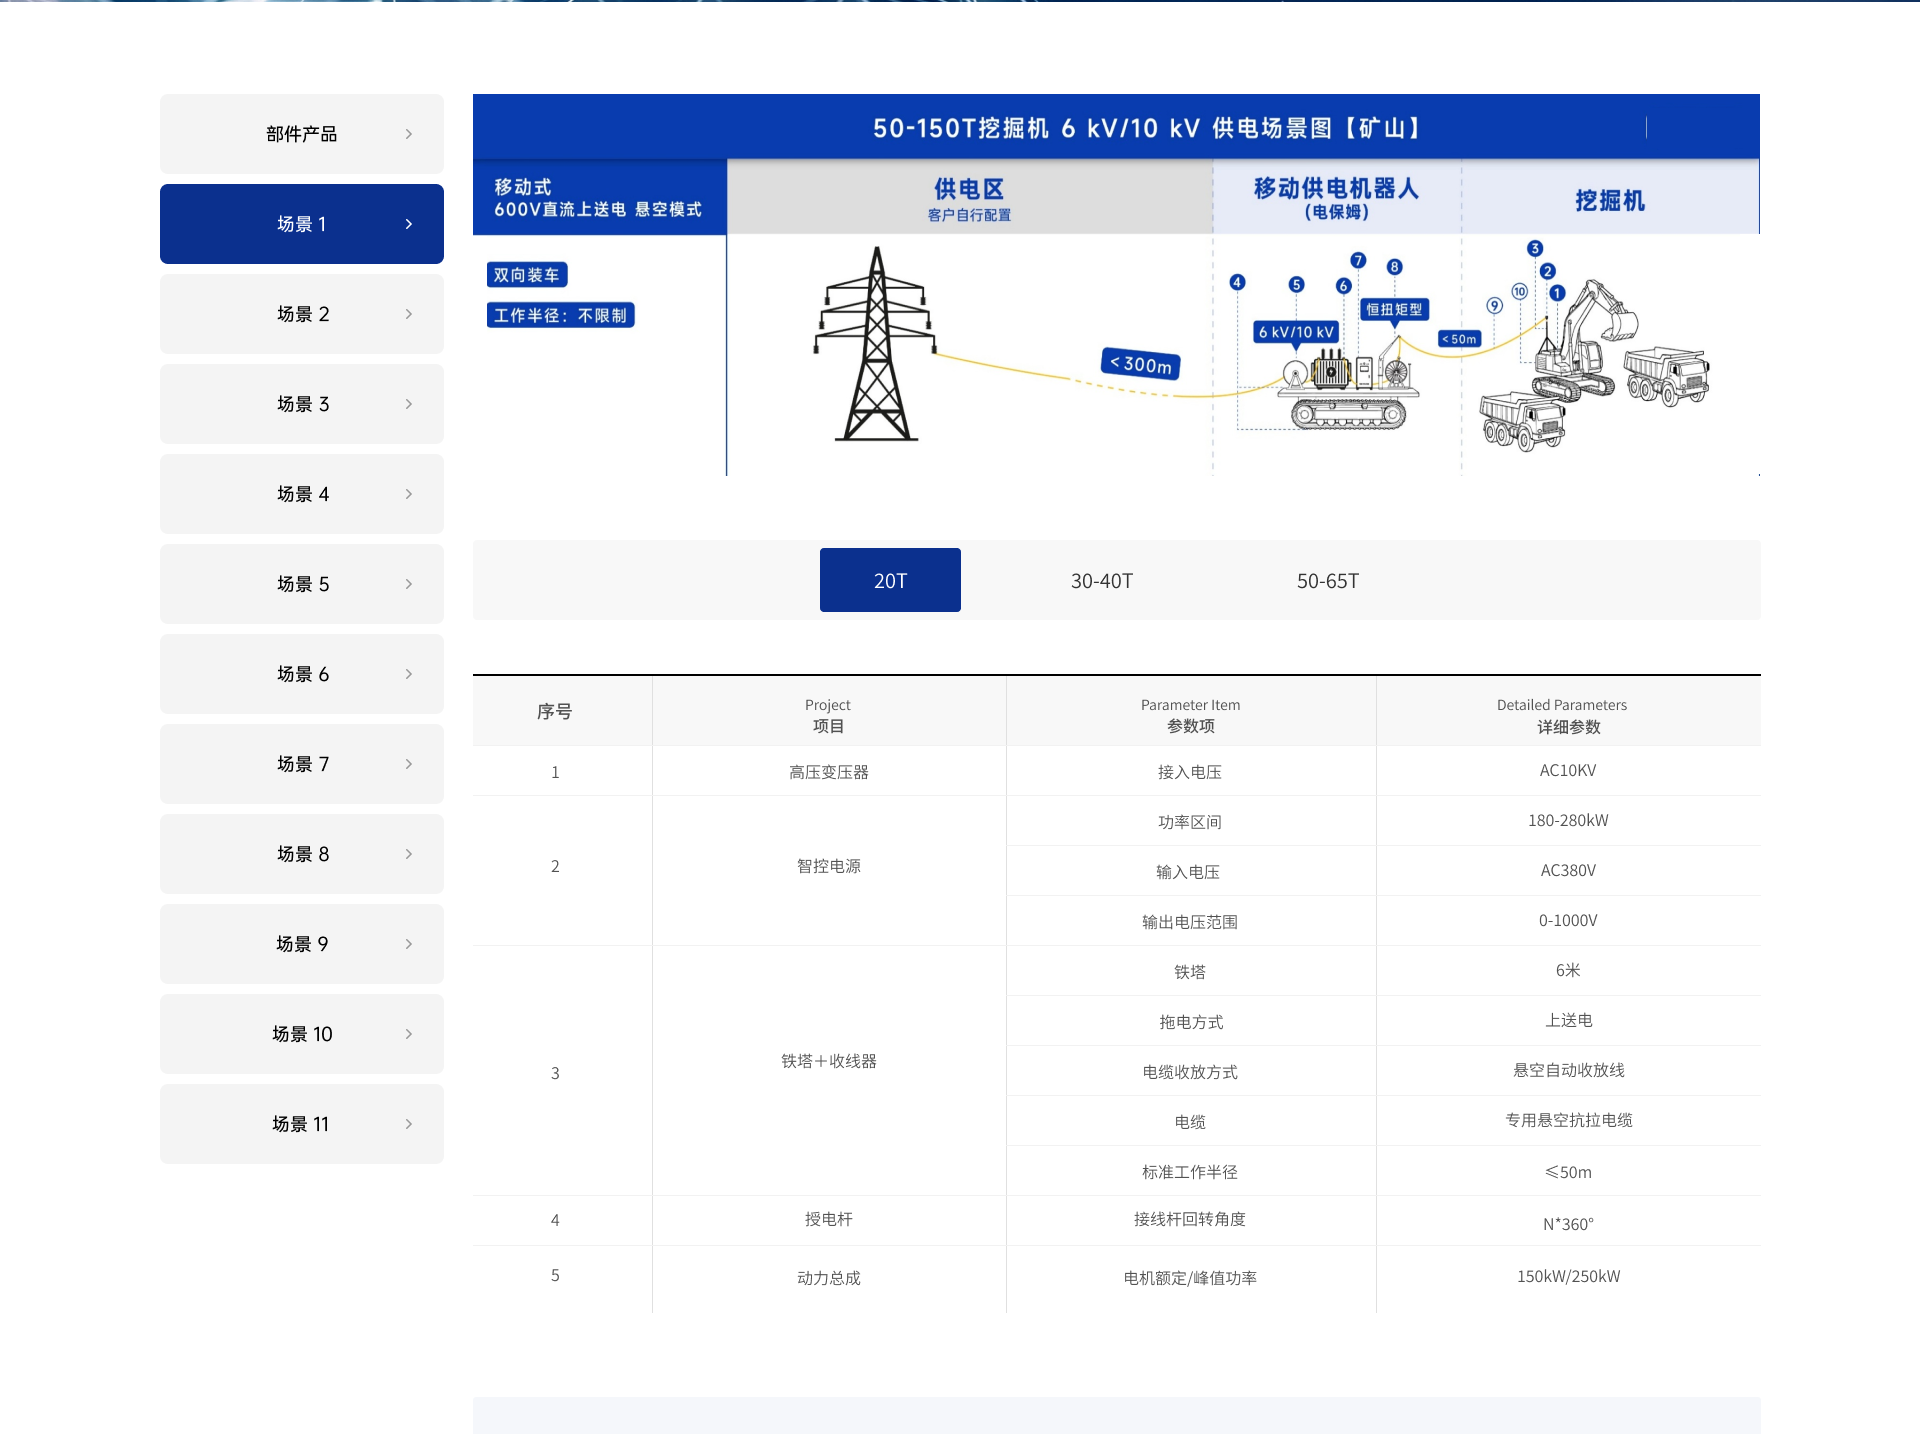 部件产品
场景 1
场景 2
场景 3
场景 4
场景 5
场景 6
场景 7
场景 8
场景 9
场景 10
场景 11
50-150T挖掘机 6 kV/10 kV 供电场景图【矿山】
移动式
600V直流上送电 悬空模式
供电区
客户自行配置
移动供电机器人
(电保姆)
挖掘机
双向装车
工作半径：不限制
<300m
4
5
6
7
8
6 kV/10 kV
恒扭矩型
<50m
9
10
3
2
1
20T
30-40T
50-65T
序号
Project
项目
Parameter Item
参数项
Detailed Parameters
详细参数
1
高压变压器
接入电压
AC10KV
2
智控电源
功率区间
180-280kW
输入电压
AC380V
输出电压范围
0-1000V
3
铁塔＋收线器
铁塔
6米
拖电方式
上送电
电缆收放方式
悬空自动收放线
电缆
专用悬空抗拉电缆
标准工作半径
≤50m
4
授电杆
接线杆回转角度
N*360°
5
动力总成
电机额定/峰值功率
150kW/250kW